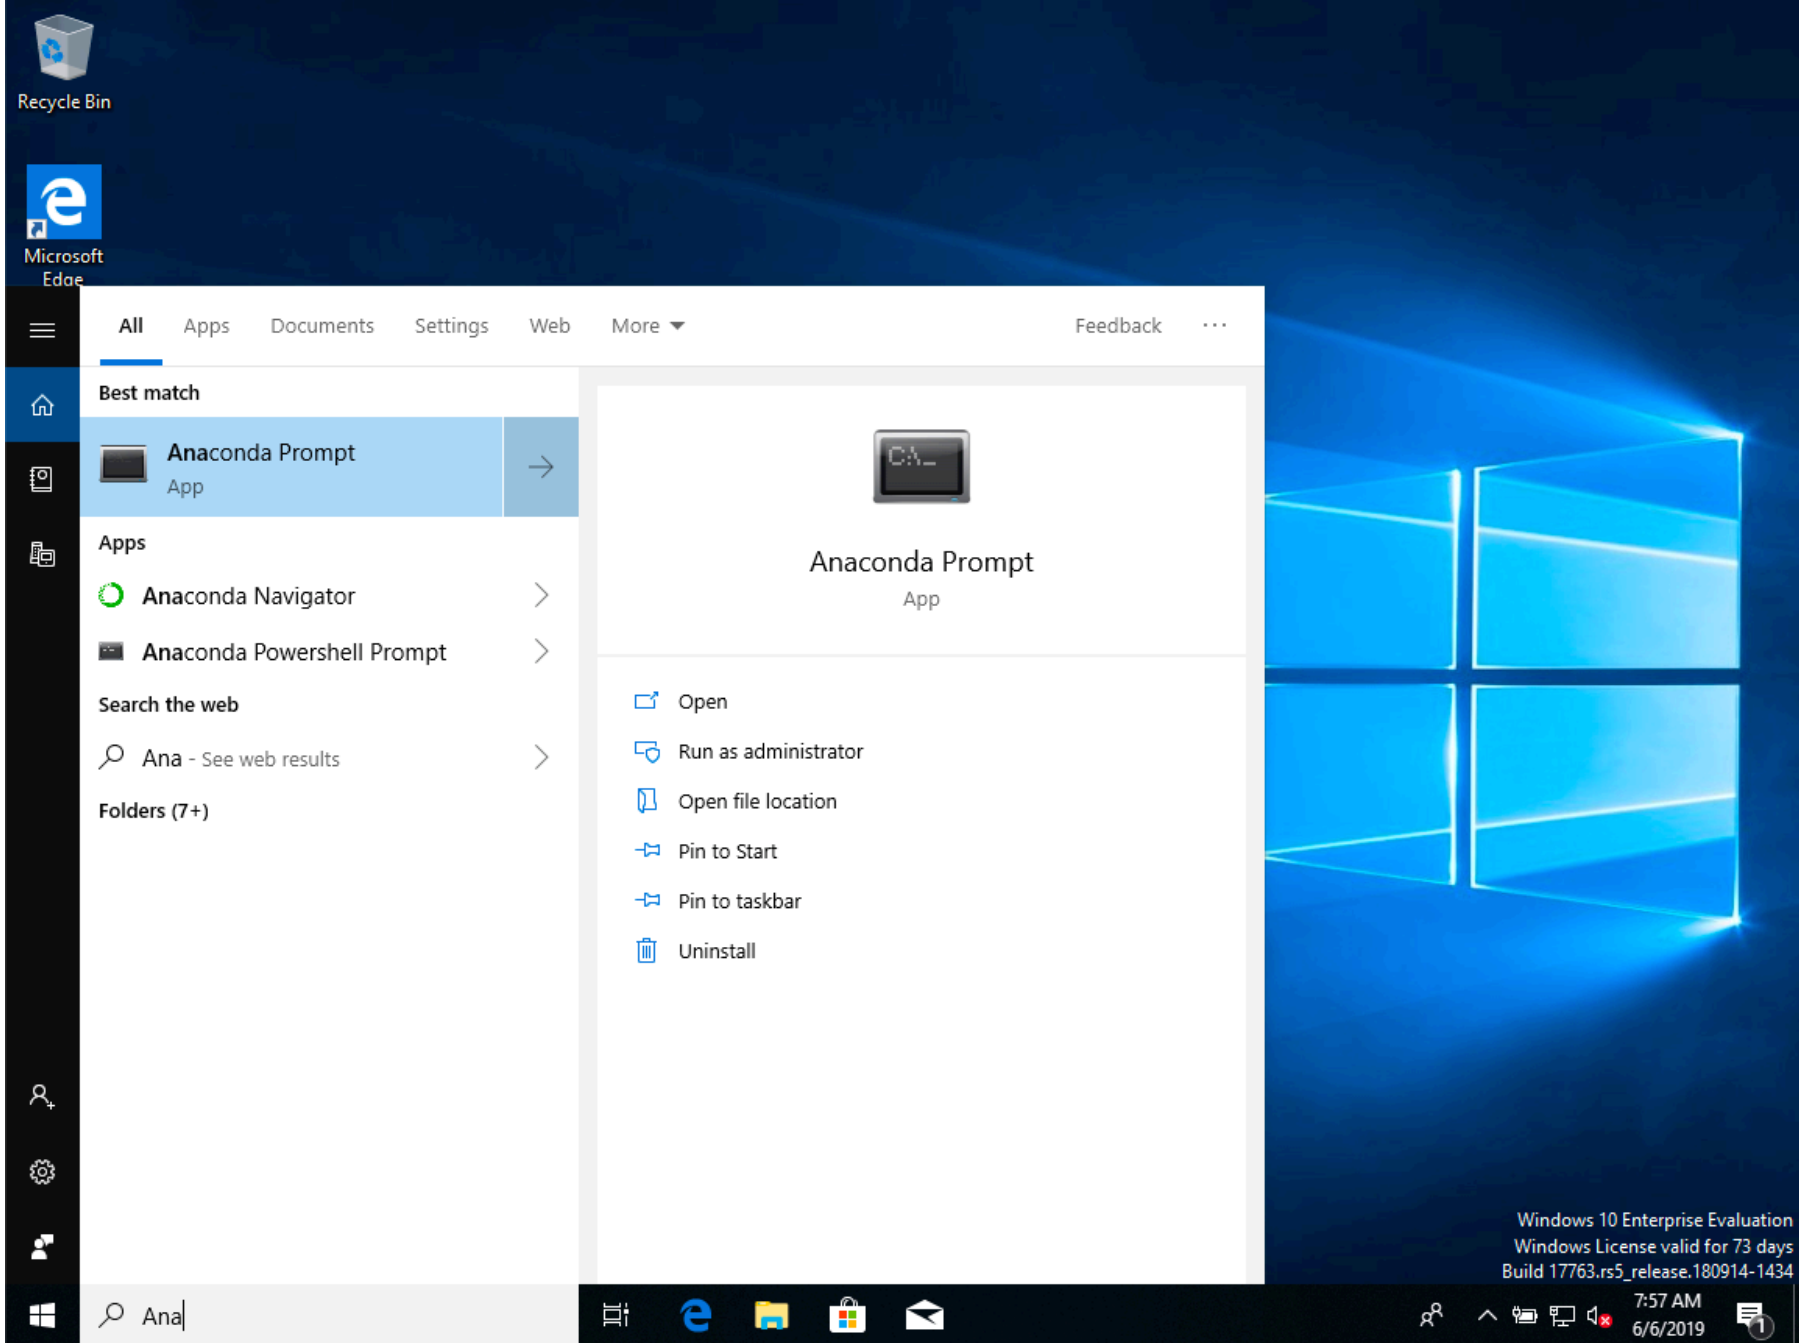 Recycle Bin
Microsoft
Edge
All Apps Documents Settings Web More Feedback ...
Best match
Anaconda Prompt
App
Apps
Anaconda Navigator
Anaconda Powershell Prompt
Search the web
Ana - See web results
Folders (7+)
C:\_
Anaconda Prompt
App
Open
Run as administrator
Open file location
Pin to Start
Pin to taskbar
Uninstall
Windows 10 Enterprise Evaluation
Windows License valid for 73 days
Build 17763.rs5_release.180914-1434
Ana
7:57 AM
6/6/2019
1